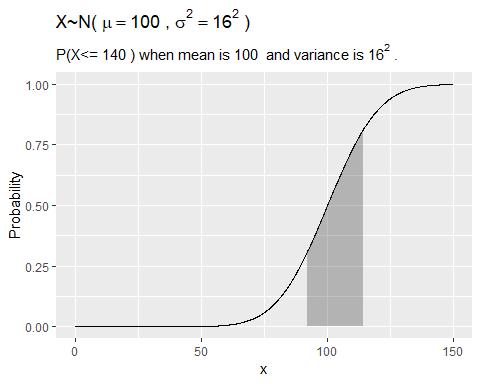 X~N( μ = 100 , σ² = 16² )
P(X<= 140 ) when mean is 100  and variance is 16² .
1.00
0.75
0.50
0.25
0.00
Probability
0
50
100
150
x